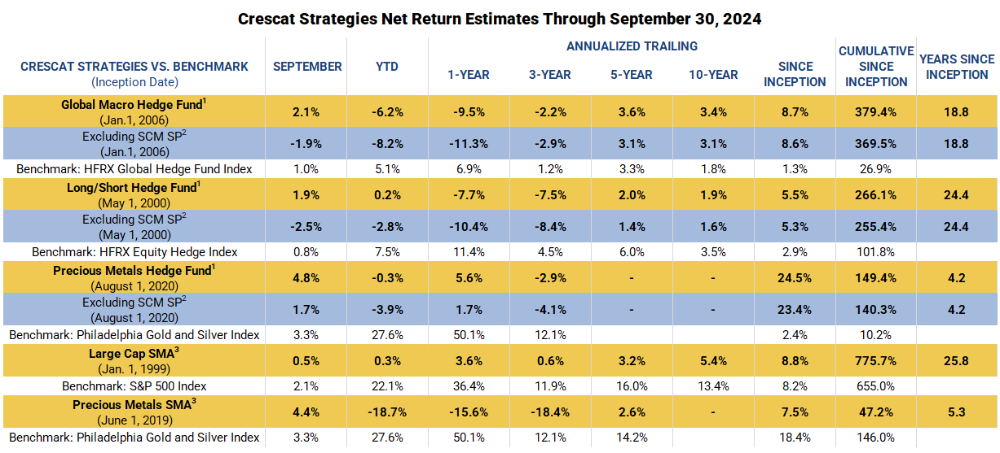 Crescat Strategies Net Return Estimates Through September 30, 2024
ANNUALIZED TRAILING
CRESCAT STRATEGIES VS. BENCHMARK (Inception Date) SEPTEMBER YTD 1-YEAR 3-YEAR 5-YEAR 10-YEAR SINCE INCEPTION CUMULATIVE SINCE INCEPTION YEARS SINCE INCEPTION
Global Macro Hedge Fund1 (Jan.1, 2006) 2.1% -6.2% -9.5% -2.2% 3.6% 3.4% 8.7% 379.4% 18.8
Excluding SCM SP2 (Jan.1, 2006) -1.9% -8.2% -11.3% -2.9% 3.1% 3.1% 8.6% 369.5% 18.8
Benchmark: HFRX Global Hedge Fund Index 1.0% 5.1% 6.9% 1.2% 3.3% 1.8% 1.3% 26.9%
Long/Short Hedge Fund1 (May 1, 2000) 1.9% 0.2% -7.7% -7.5% 2.0% 1.9% 5.5% 266.1% 24.4
Excluding SCM SP2 (May 1, 2000) -2.5% -2.8% -10.4% -8.4% 1.4% 1.6% 5.3% 255.4% 24.4
Benchmark: HFRX Equity Hedge Index 0.8% 7.5% 11.4% 4.5% 6.0% 3.5% 2.9% 101.8%
Precious Metals Hedge Fund1 (August 1, 2020) 4.8% -0.3% 5.6% -2.9% - - 24.5% 149.4% 4.2
Excluding SCM SP2 (August 1, 2020) 1.7% -3.9% 1.7% -4.1% - - 23.4% 140.3% 4.2
Benchmark: Philadelphia Gold and Silver Index 3.3% 27.6% 50.1% 12.1% 2.4% 10.2%
Large Cap SMA3 (Jan. 1, 1999) 0.5% 0.3% 3.6% 0.6% 3.2% 5.4% 8.8% 775.7% 25.8
Benchmark: S&P 500 Index 2.1% 22.1% 36.4% 11.9% 16.0% 13.4% 8.2% 655.0%
Precious Metals SMA3 (June 1, 2019) 4.4% -18.7% -15.6% -18.4% 2.6% - 7.5% 47.2% 5.3
Benchmark: Philadelphia Gold and Silver Index 3.3% 27.6% 50.1% 12.1% 14.2% 18.4% 146.0%